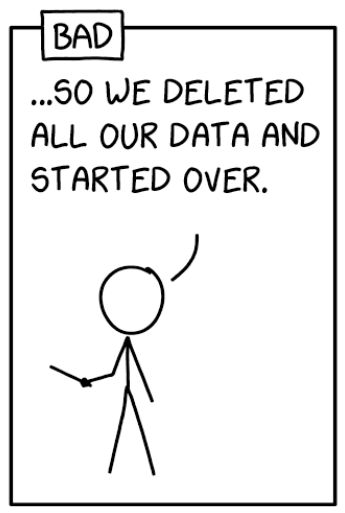 BAD
...SO WE DELETED
ALL OUR DATA AND
STARTED OVER.